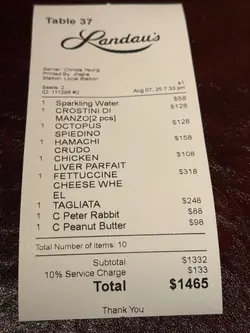 Table 37
Landau's
Server: Christa Yeung
Printed By: Jhajna
Station: Local Station
#1
Seats: 2 Aug 07, 25 7:33 pm
ID: 111298 #2
1 Sparkling Water $58
1 CROSTINI DI $128
MANZO[2 pcs]
1 OCTOPUS $128
SPIEDINO
1 HAMACHI $158
CRUDO
1 CHICKEN $108
LIVER PARFAIT
1 FETTUCCINE $318
CHEESE WHE
EL
1 TAGLIATA $248
1 C Peter Rabbit $88
1 C Peanut Butter $98
Total Number of Items: 10
Subtotal $1332
10% Service Charge $133
Total $1465
Thank You